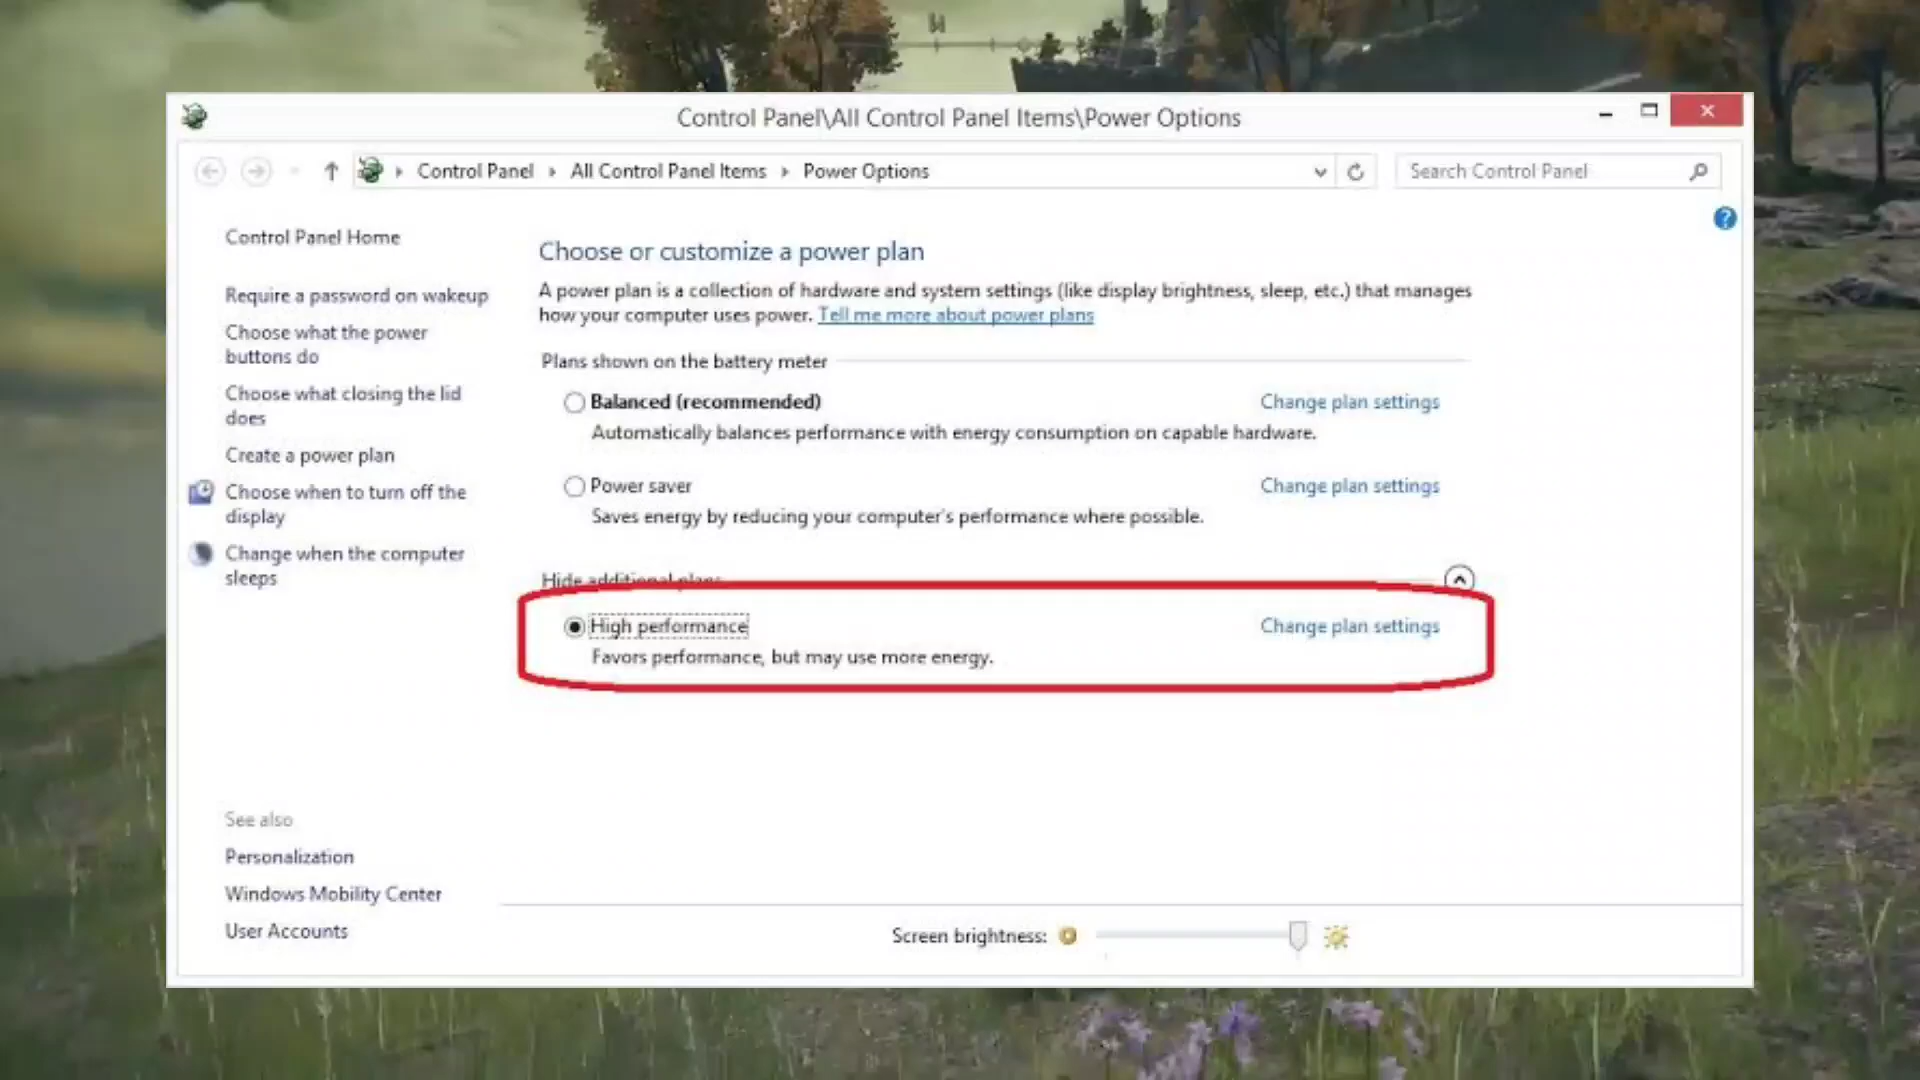 Control Panel\All Control Panel Items\Power Options
Control Panel All Control Panel Items Power Options
Search Control Panel
?
Control Panel Home
Require a password on wakeup
Choose what the power
buttons do
Choose what closing the lid
does
Create a power plan
Choose when to turn off the
display
Change when the computer
sleeps
Choose or customize a power plan
A power plan is a collection of hardware and system settings (like display brightness, sleep, etc.) that manages
how your computer uses power. Tell me more about power plans
Plans shown on the battery meter
Balanced (recommended) Change plan settings
Automatically balances performance with energy consumption on capable hardware.
Power saver Change plan settings
Saves energy by reducing your computer's performance where possible.
Hide additional plans
High performance Change plan settings
Favors performance, but may use more energy.
See also
Personalization
Windows Mobility Center
User Accounts
Screen brightness: